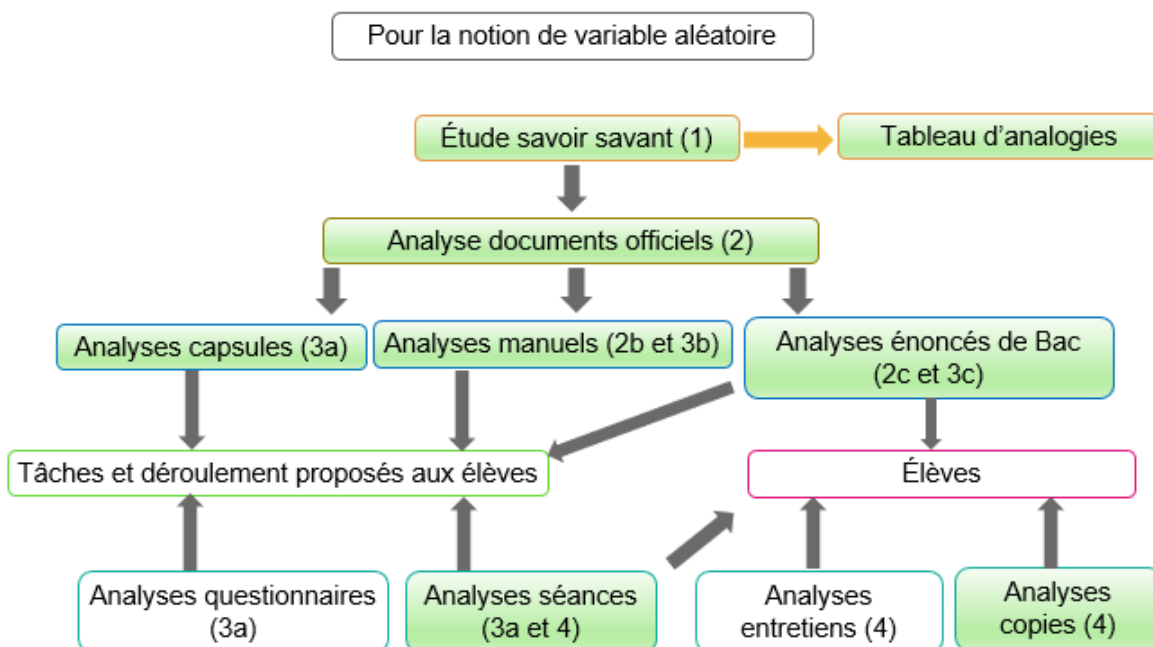 Pour la notion de variable aléatoire
Étude savoir savant (1)
Tableau d’analogies
Analyse documents officiels (2)
Analyses capsules (3a)
Analyses manuels (2b et 3b)
Analyses énoncés de Bac
(2c et 3c)
Tâches et déroulement proposés aux élèves
Élèves
Analyses questionnaires
(3a)
Analyses séances
(3a et 4)
Analyses
entretiens (4)
Analyses
copies (4)